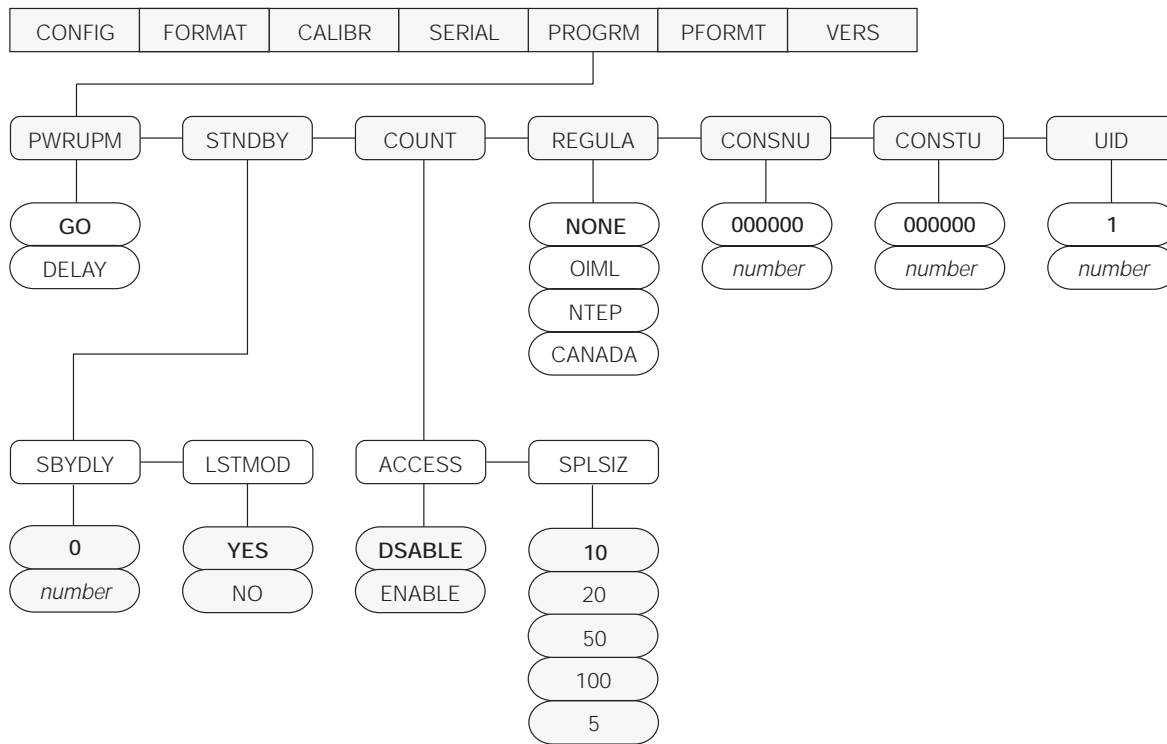 CONFIG FORMAT CALIBR SERIAL PROGRM PFORMT VERS
PWRUPM STNDBY COUNT REGULA CONSNU CONSTU UID
GO NONE 000000 000000 1
DELAY OIML number number number
NTEP
CANADA
SBYDLY LSTMOD ACCESS SPLSIZ
0 YES DSABLE 10
number NO ENABLE 20
50
100
5